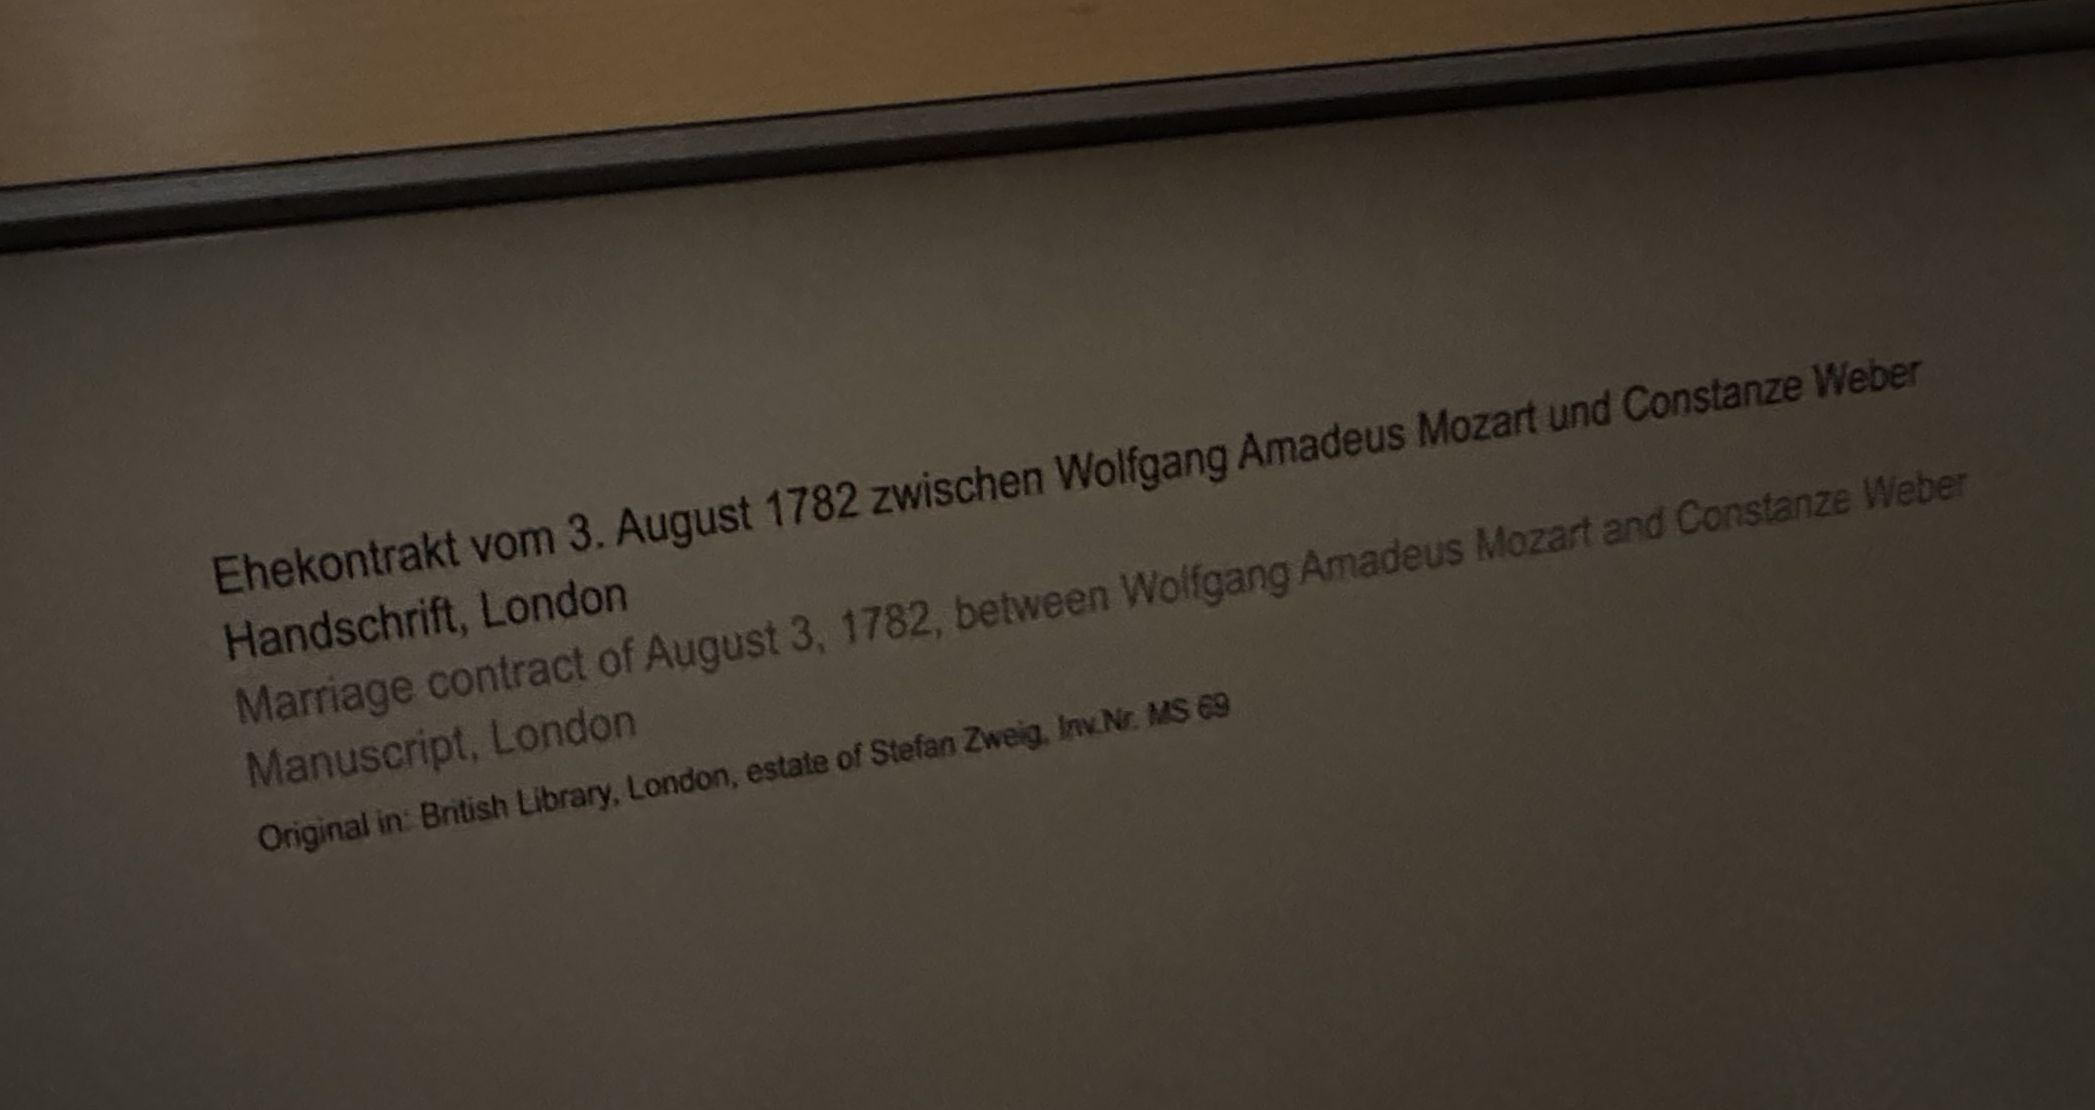 Ehekontrakt vom 3. August 1782 zwischen Wolfgang Amadeus Mozart und Constanze Weber
Handschrift, London
Marriage contract of August 3, 1782, between Wolfgang Amadeus Mozart and Constanze Weber
Manuscript, London
Original in: British Library, London, estate of Stefan Zweig, Inv.Nr. MS 69